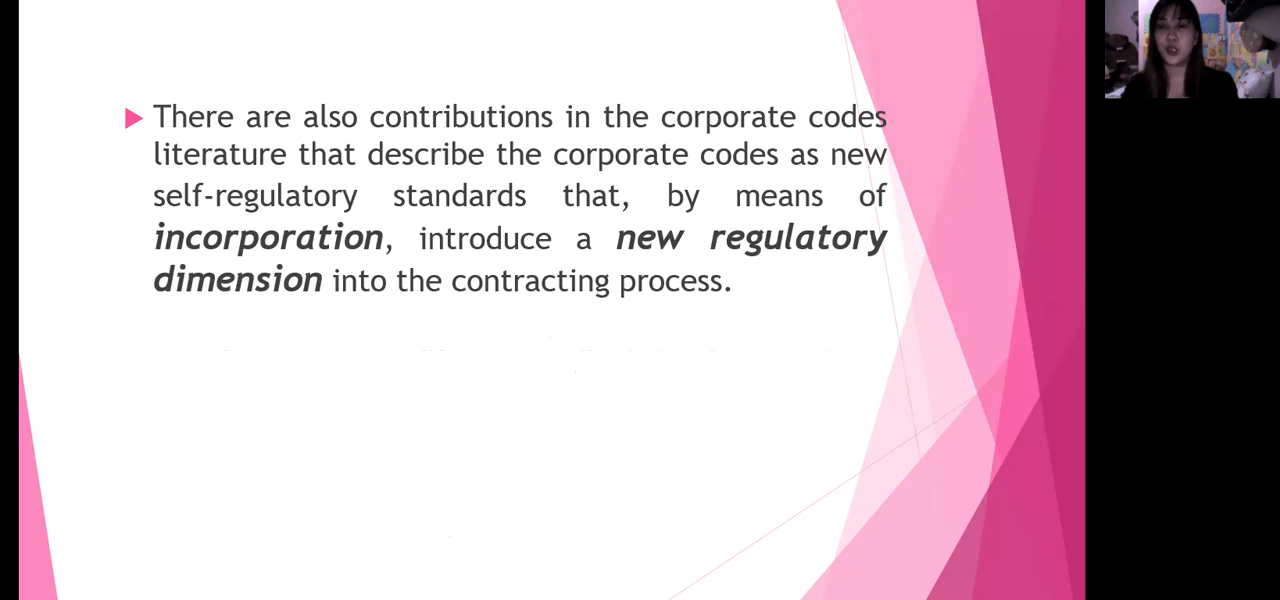 There are also contributions in the corporate codes
literature that describe the corporate codes as new
self-regulatory standards that, by means of
incorporation, introduce a new regulatory
dimension into the contracting process.